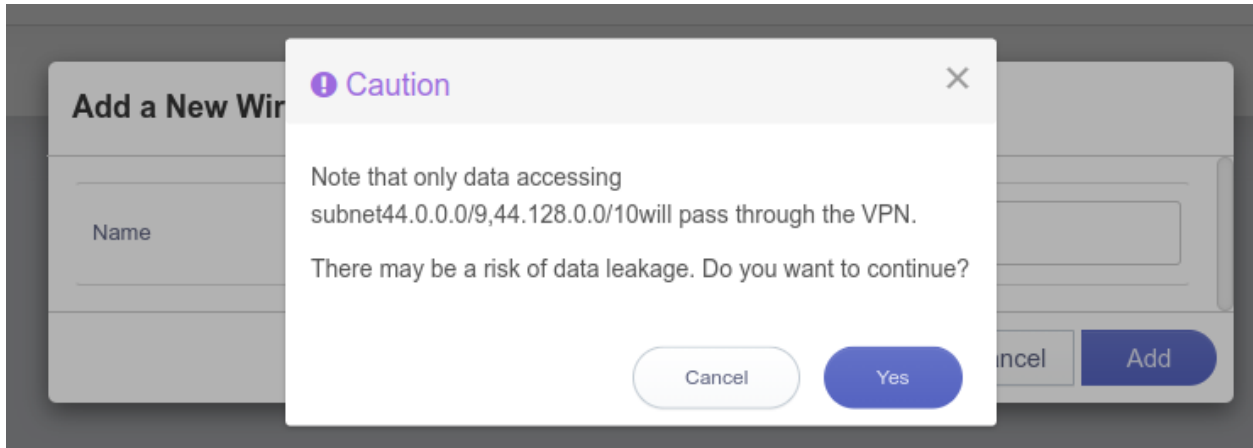 Caution
Add a New Wir
Note that only data accessing
subnet44.0.0.0/9,44.128.0.0/10will pass through the VPN.
Name
There may be a risk of data leakage. Do you want to continue?
Cancel
Yes
ncel
Add